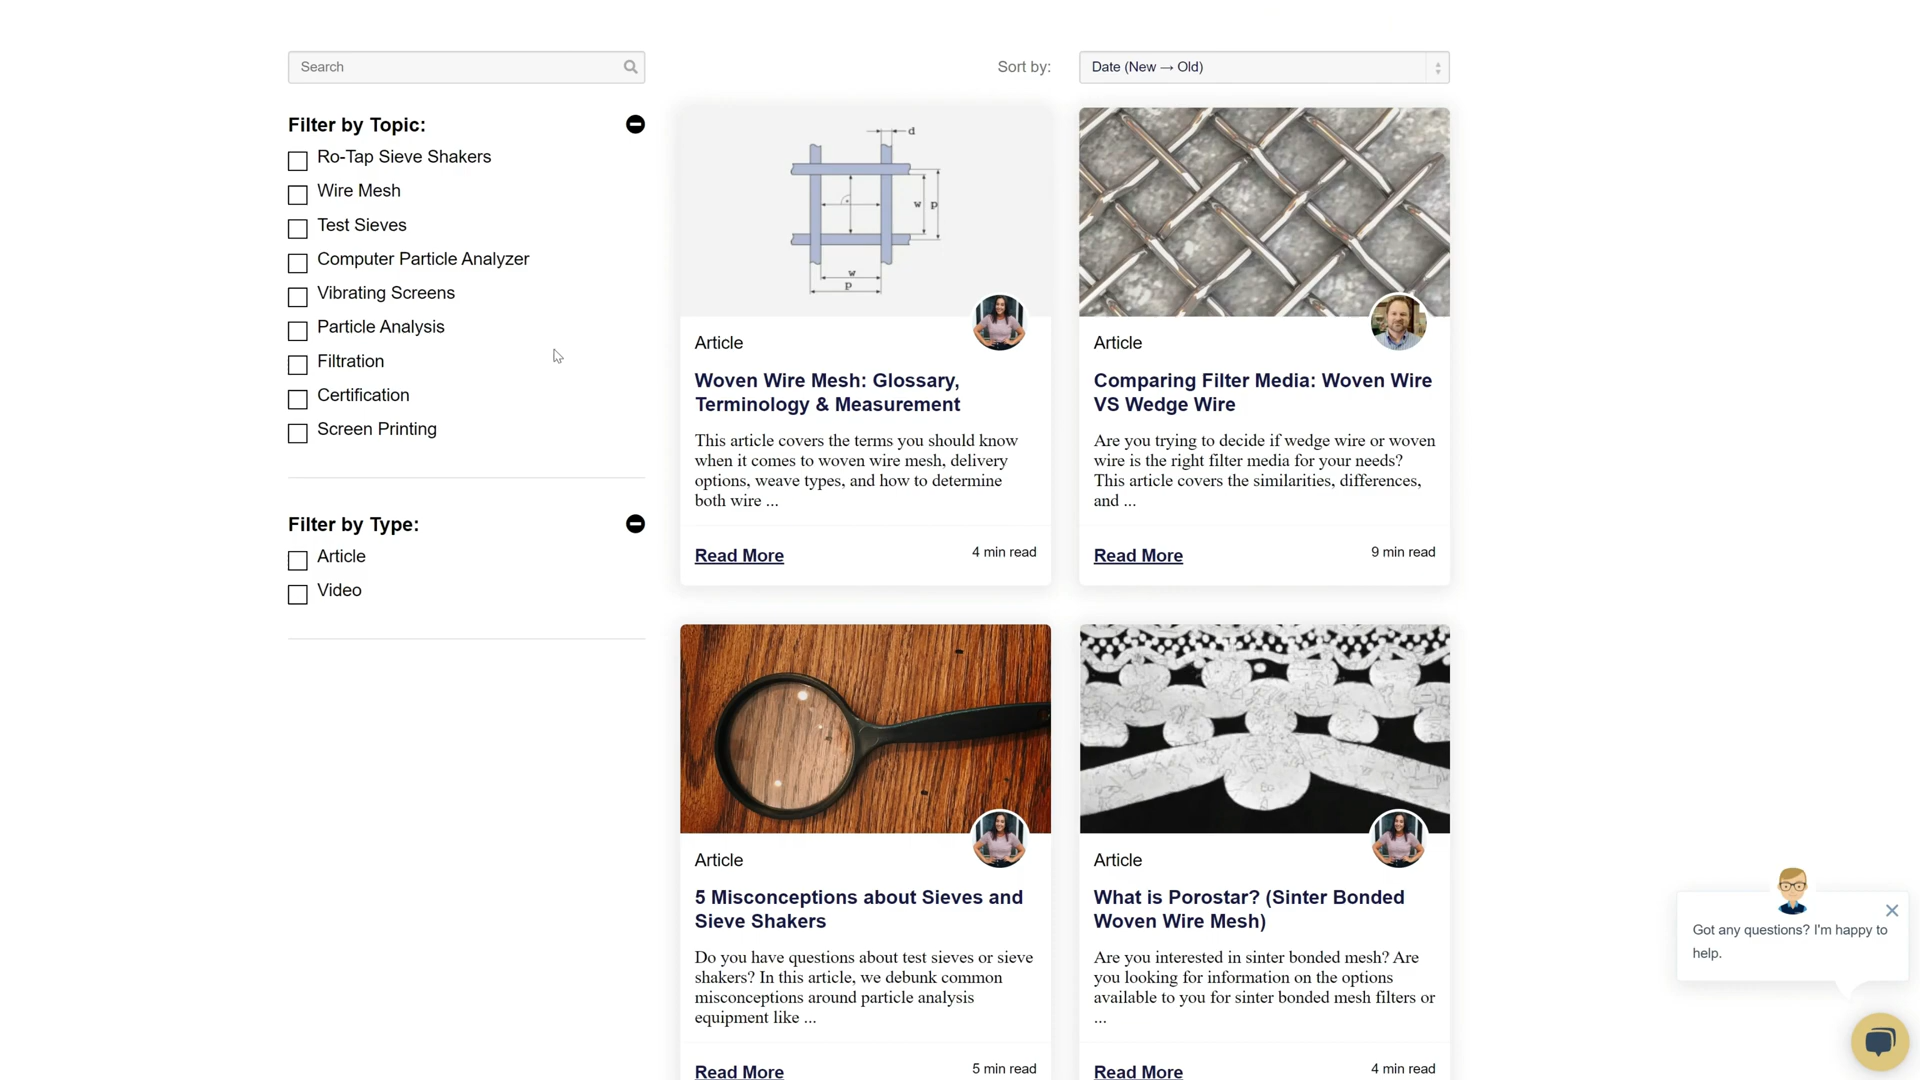 Search
Sort by:
Date (New → Old)
Filter by Topic:
Ro-Tap Sieve Shakers
Wire Mesh
Test Sieves
Computer Particle Analyzer
Vibrating Screens
Particle Analysis
Filtration
Certification
Screen Printing
Filter by Type:
Article
Video
d
w p
w
p
Article
Woven Wire Mesh: Glossary,
Terminology & Measurement
This article covers the terms you should know
when it comes to woven wire mesh, delivery
options, weave types, and how to determine
both wire ...
Read More
4 min read
Article
Comparing Filter Media: Woven Wire
VS Wedge Wire
Are you trying to decide if wedge wire or woven
wire is the right filter media for your needs?
This article covers the similarities, differences,
and ...
Read More
9 min read
Article
5 Misconceptions about Sieves and
Sieve Shakers
Do you have questions about test sieves or sieve
shakers? In this article, we debunk common
misconceptions around particle analysis
equipment like ...
Read More
5 min read
Article
What is Porostar? (Sinter Bonded
Woven Wire Mesh)
Are you interested in sinter bonded mesh? Are
you looking for information on the options
available to you for sinter bonded mesh filters or
...
Read More
4 min read
Got any questions? I'm happy to
help.